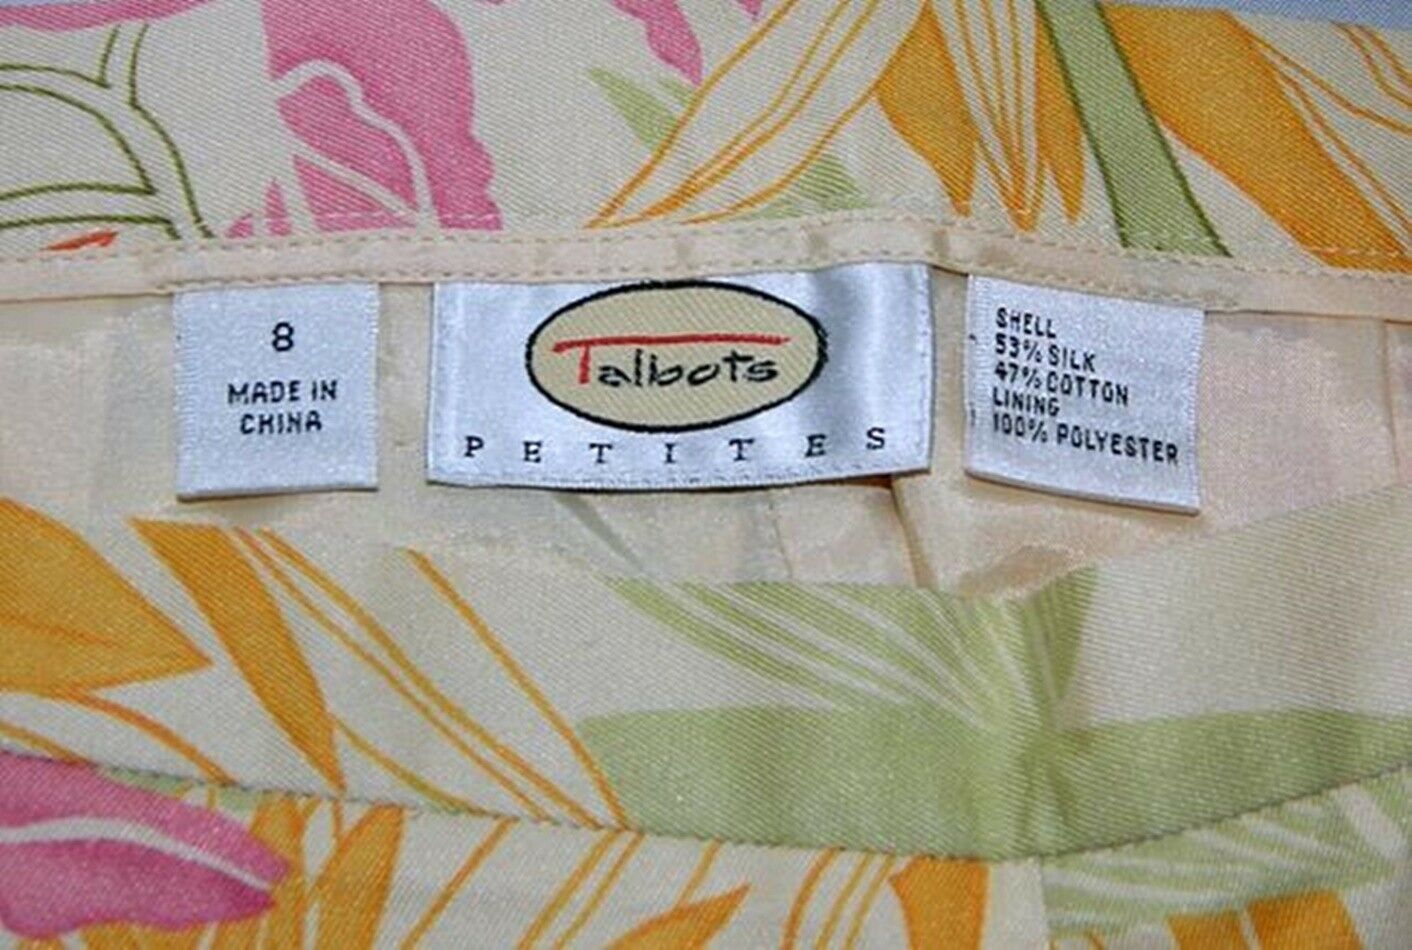 8
MADE IN
CHINA
Talbots
PETITES
SHELL
53% SILK
47% COTTON
LINING
100% POLYESTER